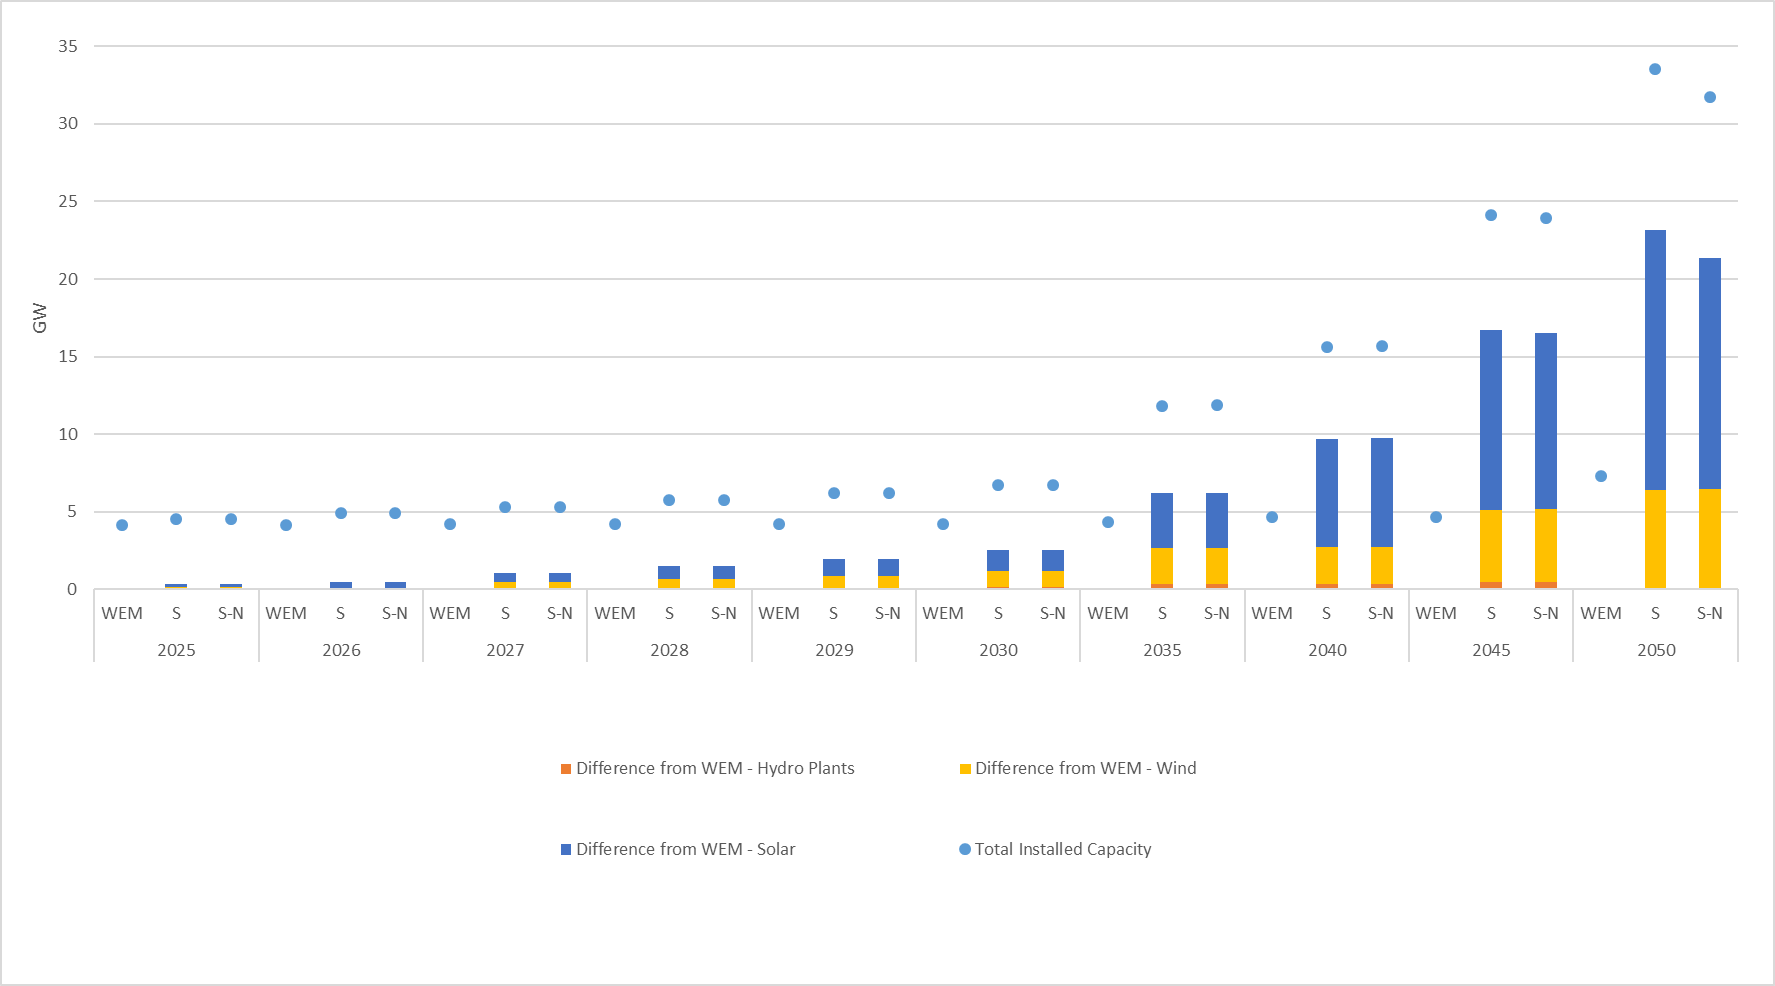 35
30
25
20
15
10
5
0
GW
WEM S S-N WEM S S-N WEM S S-N WEM S S-N WEM S S-N WEM S S-N WEM S S-N WEM S S-N WEM S S-N WEM S S-N
2025 2026 2027 2028 2029 2030 2035 2040 2045 2050
Difference from WEM - Hydro Plants
Difference from WEM - Wind
Difference from WEM - Solar
Total Installed Capacity